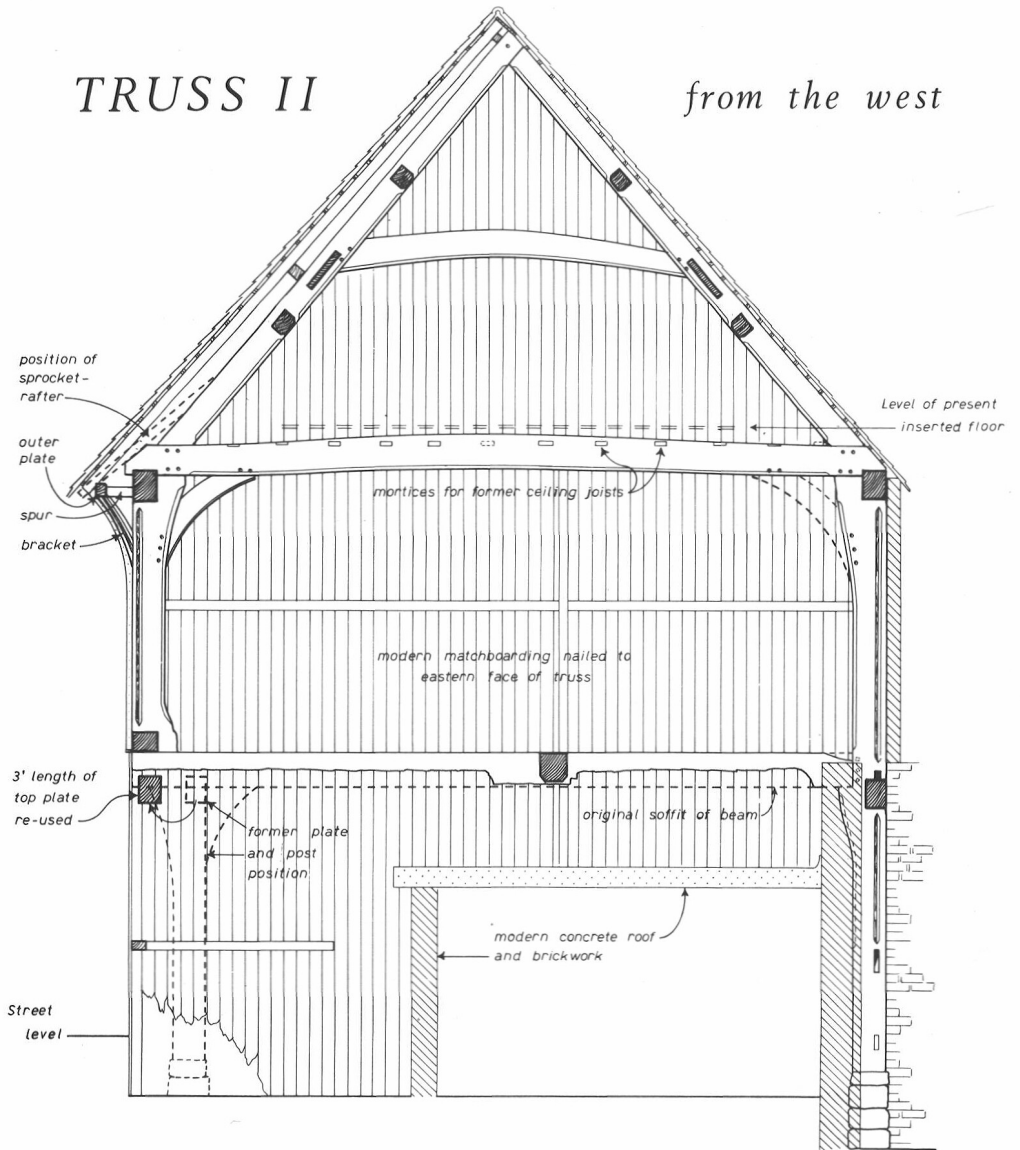 TRUSS II
from the west
position of
sprocket-
rafter
outer
plate
spur
bracket
Level of present
inserted floor
mortices for former ceiling joists
modern matchboarding nailed to
eastern face of truss
3' length of
top plate
re-used
former plate
and post
position
original soffit of beam
modern concrete roof
and brickwork
Street
level